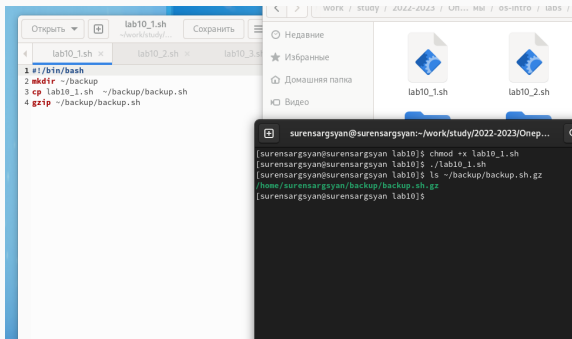 Открыть
lab10_1.sh
~/work/study/...
Сохранить
lab10_1.sh ×
lab10_2.sh ×
lab10_3.sh
1 #!/bin/bash
2 mkdir ~/backup
3 cp lab10_1.sh  ~/backup/backup.sh
4 gzip ~/backup/backup.sh
work / study / 2022-2023 / Оп... мы / os-intro / labs /
Недавние
Избранные
Домашняя папка
Видео
lab10_1.sh
lab10_2.sh
surensargsyan@surensargsyan:~/work/study/2022-2023/Опер...
[surensargsyan@surensargsyan lab10]$ chmod +x lab10_1.sh
[surensargsyan@surensargsyan lab10]$ ./lab10_1.sh
[surensargsyan@surensargsyan lab10]$ ls ~/backup/backup.sh.gz
/home/surensargsyan/backup/backup.sh.gz
[surensargsyan@surensargsyan lab10]$